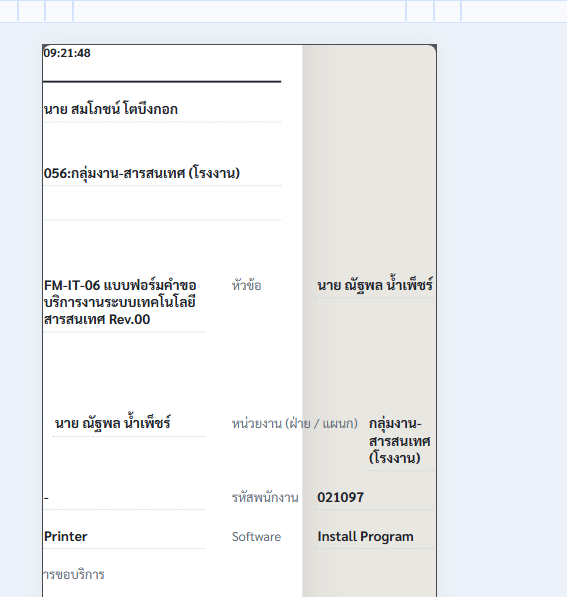 09:21:48
นาย สมโภชน์ โตบึงกอก
056:กลุ่มงาน-สารสนเทศ (โรงงาน)
FM-IT-06 แบบฟอร์มคำขอ
บริการงานระบบเทคโนโลยี
สารสนเทศ Rev.00
หัวข้อ
นาย ณัฐพล น้ำเพ็ชร์
นาย ณัฐพล น้ำเพ็ชร์
หน่วยงาน (ฝ่าย / แผนก)
กลุ่มงาน-
สารสนเทศ
(โรงงาน)
-
รหัสพนักงาน
021097
Printer
Software
Install Program
ารขอบริการ